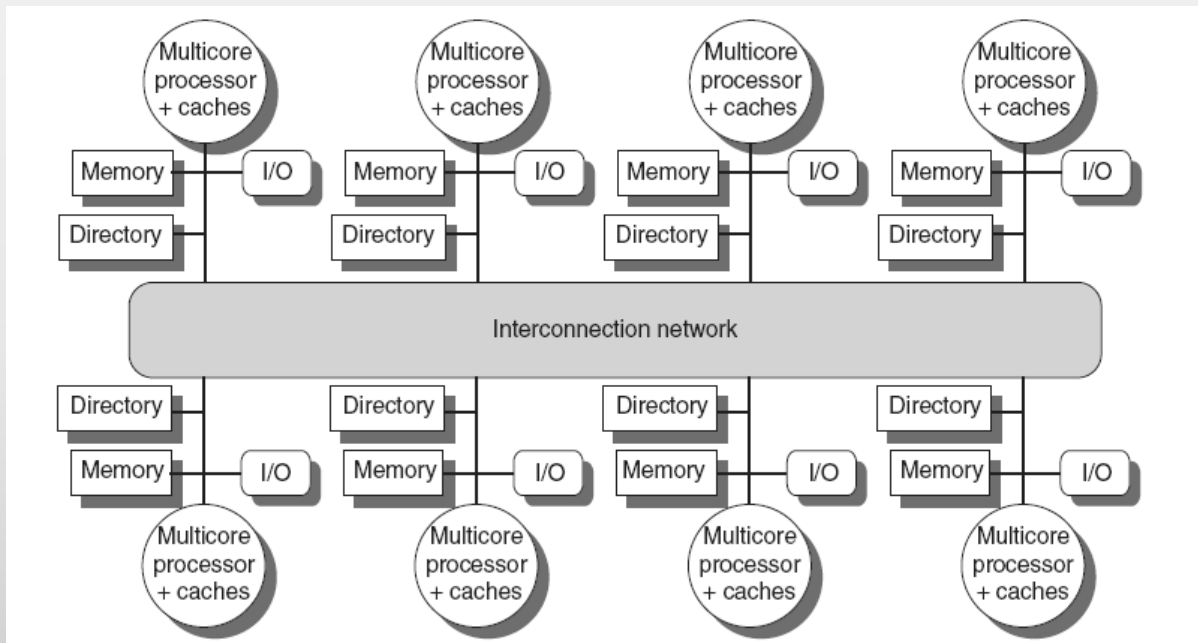 Multicore
processor
+ caches
Multicore
processor
+ caches
Multicore
processor
+ caches
Multicore
processor
+ caches
Memory
I/O
Memory
I/O
Memory
I/O
Memory
I/O
Directory
Directory
Directory
Directory
Interconnection network
Directory
Directory
Directory
Directory
Memory
I/O
Memory
I/O
Memory
I/O
Memory
I/O
Multicore
processor
+ caches
Multicore
processor
+ caches
Multicore
processor
+ caches
Multicore
processor
+ caches